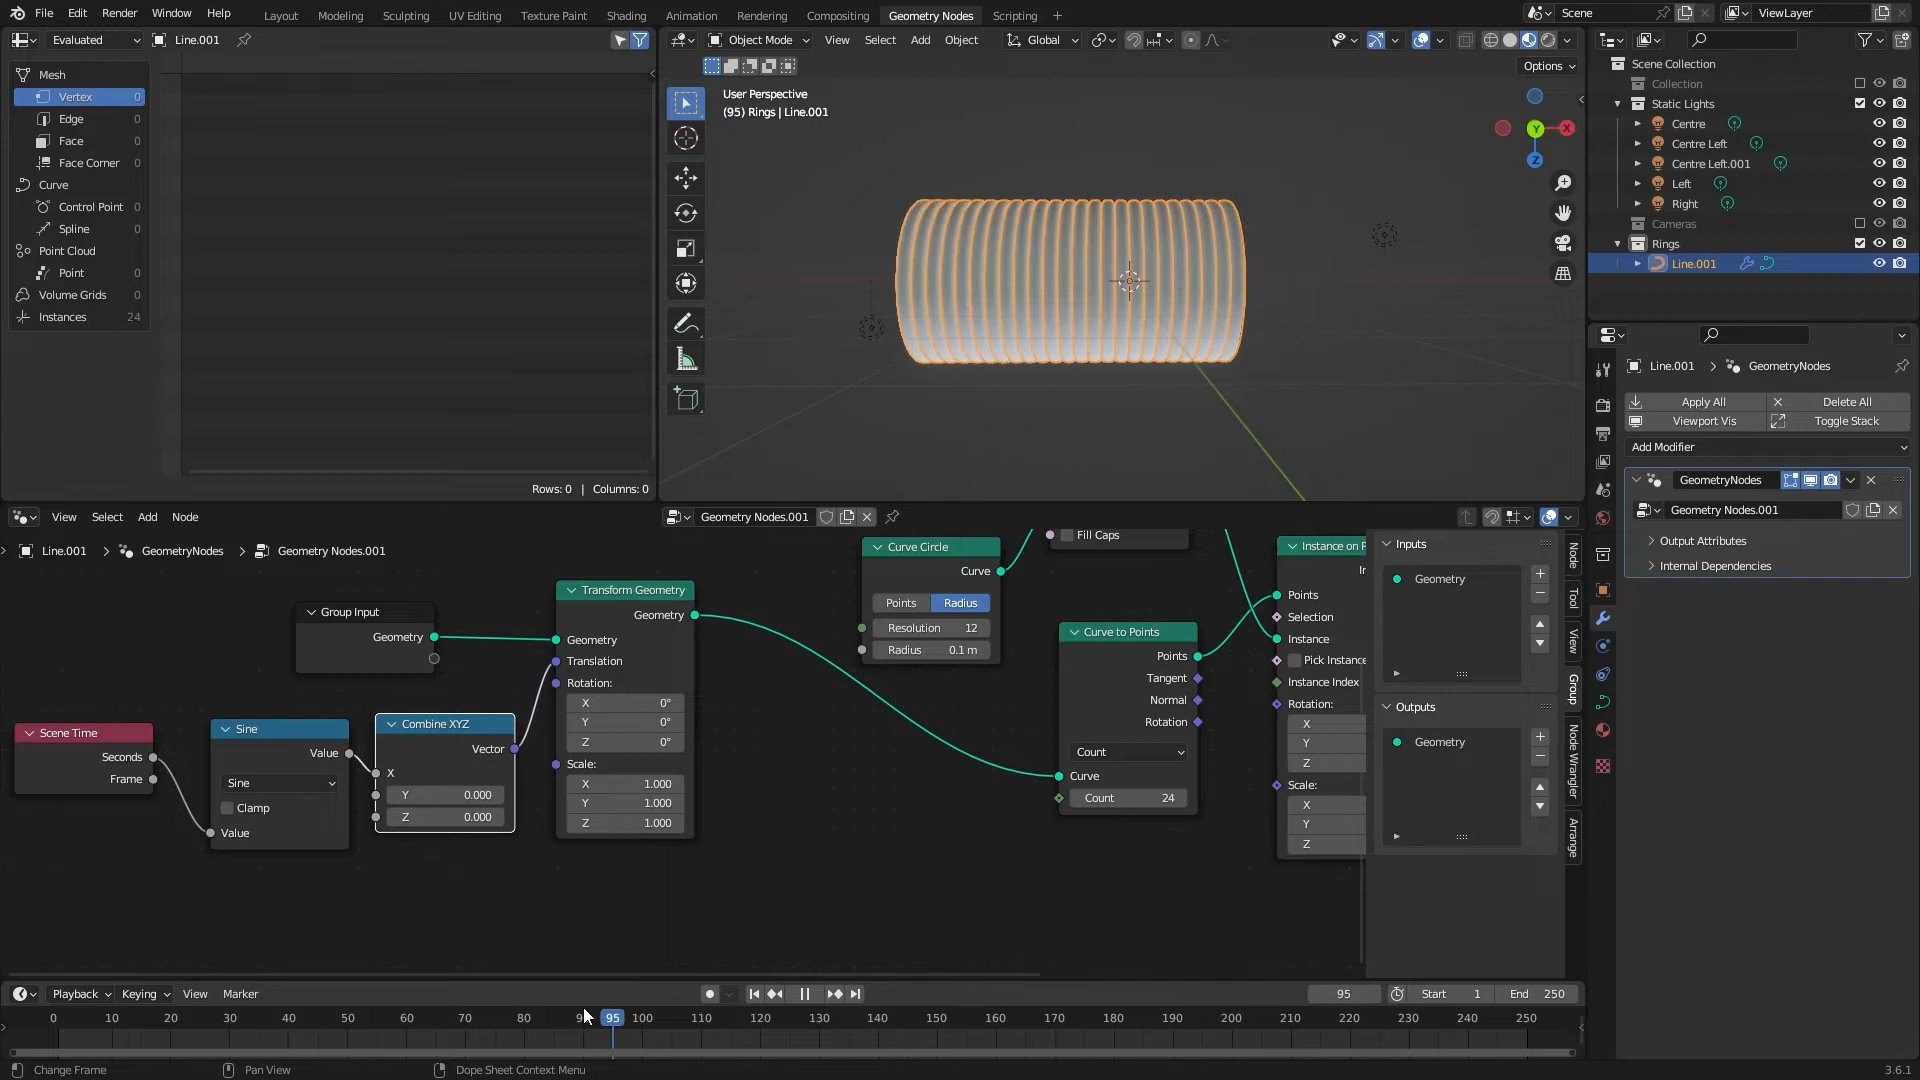 File Edit Render Window Help Layout Modeling Sculpting UV Editing Texture Paint Shading Animation Rendering Compositing Geometry Nodes Scripting +
Scene ViewLayer
Evaluated Line.001
Object Mode View Select Add Object Global
Options
Mesh
Vertex 0
Edge 0
Face 0
Face Corner 0
Curve
Control Point 0
Spline 0
Point Cloud
Point 0
Volume Grids 0
Instances 24
Rows: 0 | Columns: 0
User Perspective
(95) Rings | Line.001
Y X
Z
Scene Collection
Collection
Static Lights
Centre
Centre Left
Centre Left.001
Left
Right
Cameras
Rings
Line.001
Line.001 > GeometryNodes
Apply All Delete All
Viewport Vis Toggle Stack
Add Modifier
GeometryNodes
Geometry Nodes.001
Output Attributes
Internal Dependencies
View Select Add Node
Geometry Nodes.001
Line.001 > GeometryNodes > Geometry Nodes.001
Group Input
Geometry
Scene Time
Seconds
Frame
Sine
Value
Sine
Clamp
Value
Combine XYZ
Vector
X
Y 0.000
Z 0.000
Transform Geometry
Geometry
Geometry
Translation
Rotation:
X 0°
Y 0°
Z 0°
Scale:
X 1.000
Y 1.000
Z 1.000
Curve Circle
Curve
Points Radius
Resolution 12
Radius 0.1 m
Fill Caps
Curve to Points
Points
Tangent
Normal
Rotation
Count
Curve
Count 24
Instance on P
Points
Selection
Instance
Pick Instance
Instance Index
Rotation:
X
Y
Z
Scale:
X
Y
Z
Inputs
Geometry
Outputs
Geometry
Node
Tool
View
Group
Node Wrangler
Arrange
Playback Keying View Marker
95 Start 1 End 250
0 10 20 30 40 50 60 70 80 95 100 110 120 130 140 150 160 170 180 190 200 210 220 230 240 250
Change Frame Pan View Dope Sheet Context Menu 3.6.1